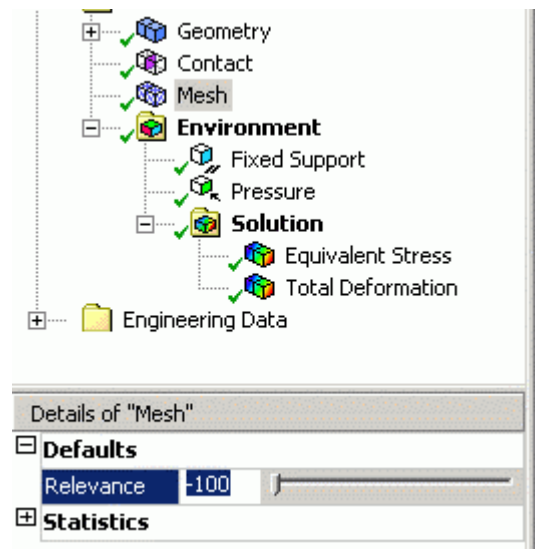 Geometry
Contact
Mesh
Environment
Fixed Support
Pressure
Solution
Equivalent Stress
Total Deformation
Engineering Data
Details of "Mesh"
Defaults
Relevance -100
Statistics